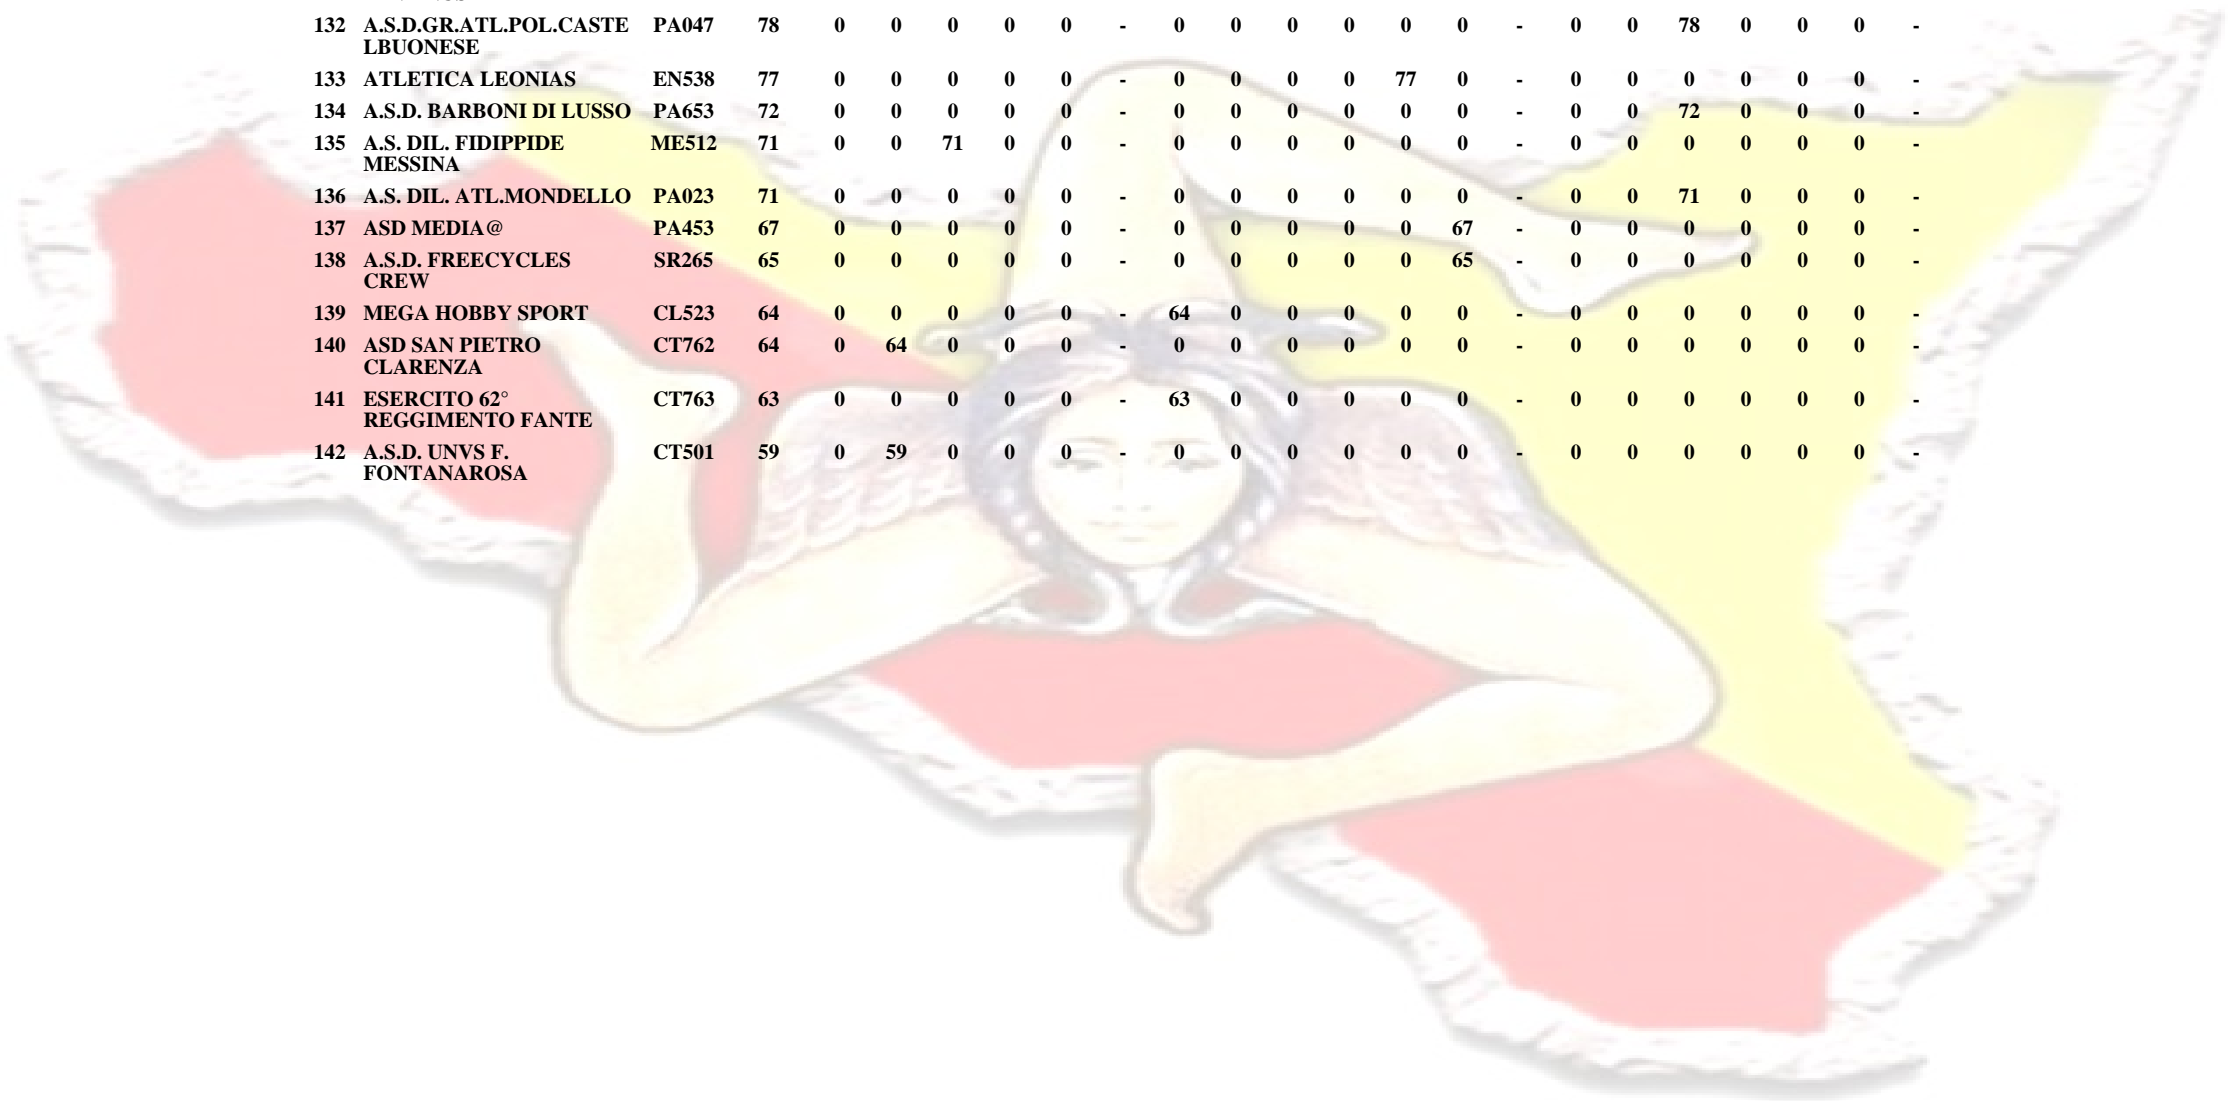 132 A.S.D.GR.ATL.POL.CASTE PA047 78 0 0 0 0 0 - 0 0 0 0 0 0 - 0 0 78 0 0 0 -
LBUONESE
133 ATLETICA LEONIAS EN538 77 0 0 0 0 0 - 0 0 0 0 77 0 - 0 0 0 0 0 0 -
134 A.S.D. BARBONI DI LUSSO PA653 72 0 0 0 0 0 - 0 0 0 0 0 0 - 0 0 72 0 0 0 -
135 A.S. DIL. FIDIPPIDE ME512 71 0 0 71 0 0 - 0 0 0 0 0 0 - 0 0 0 0 0 0 -
MESSINA
136 A.S. DIL. ATL.MONDELLO PA023 71 0 0 0 0 0 - 0 0 0 0 0 0 - 0 0 71 0 0 0 -
137 ASD MEDIA@ PA453 67 0 0 0 0 0 - 0 0 0 0 0 67 - 0 0 0 0 0 0 -
138 A.S.D. FREECYCLES SR265 65 0 0 0 0 0 - 0 0 0 0 0 65 - 0 0 0 0 0 0 -
CREW
139 MEGA HOBBY SPORT CL523 64 0 0 0 0 0 - 64 0 0 0 0 0 - 0 0 0 0 0 0 -
140 ASD SAN PIETRO CT762 64 0 64 0 0 0 - 0 0 0 0 0 0 - 0 0 0 0 0 0 -
CLARENZA
141 ESERCITO 62° CT763 63 0 0 0 0 0 - 63 0 0 0 0 0 - 0 0 0 0 0 0 -
REGGIMENTO FANTE
142 A.S.D. UNVS F. CT501 59 0 59 0 0 0 - 0 0 0 0 0 0 - 0 0 0 0 0 0 -
FONTANAROSA